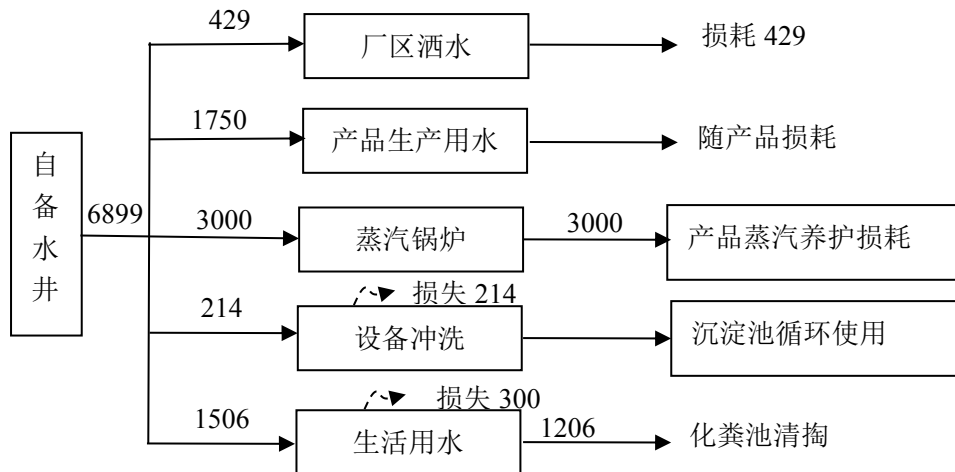 429
厂区洒水
损耗 429
1750
产品生产用水
随产品损耗
自备水井
6899
3000
蒸汽锅炉
3000
产品蒸汽养护损耗
损失 214
214
设备冲洗
沉淀池循环使用
损失 300
1506
生活用水
1206
化粪池清掏